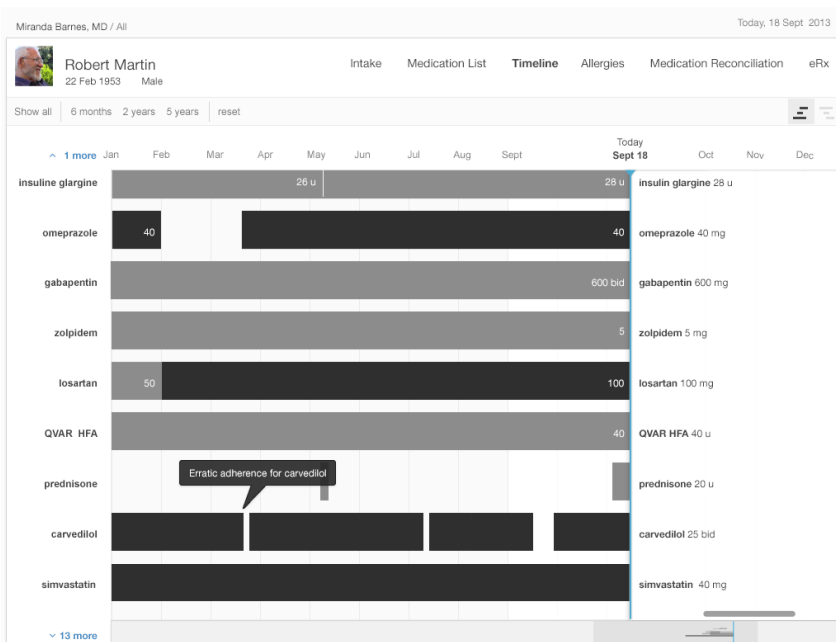 Miranda Barnes, MD / All
Today, 18 Sept 2013
Robert Martin
22 Feb 1953 Male
Intake Medication List Timeline Allergies Medication Reconciliation eRx
Show all 6 months 2 years 5 years reset
Today
1 more Jan Feb Mar Apr May Jun Jul Aug Sept Sept 18 Oct Nov Dec
insuline glargine 26 u 28 u insulin glargine 28 u
omeprazole 40 40 omeprazole 40 mg
gabapentin 600 bid gabapentin 600 mg
zolpidem 5 zolpidem 5 mg
losartan 50 100 losartan 100 mg
QVAR HFA 40 QVAR HFA 40 u
Erratic adherence for carvedilol
prednisone prednisone 20 u
carvedilol carvedilol 25 bid
simvastatin simvastatin 40 mg
13 more